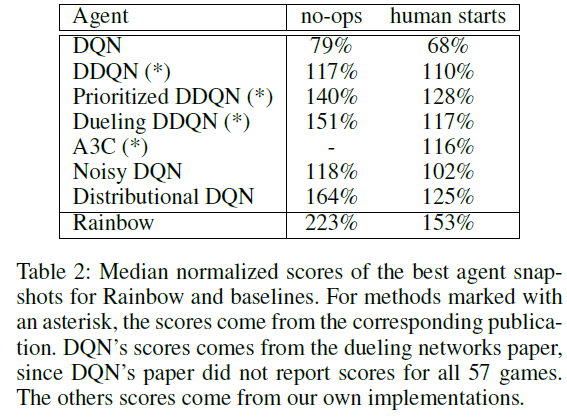 Agent no-ops human starts
DQN 79% 68%
DDQN (*) 117% 110%
Prioritized DDQN (*) 140% 128%
Dueling DDQN (*) 151% 117%
A3C (*) - 116%
Noisy DQN 118% 102%
Distributional DQN 164% 125%
Rainbow 223% 153%
Table 2: Median normalized scores of the best agent snap-
shots for Rainbow and baselines. For methods marked with
an asterisk, the scores come from the corresponding publica-
tion. DQN's scores comes from the dueling networks paper,
since DQN's paper did not report scores for all 57 games.
The others scores come from our own implementations.